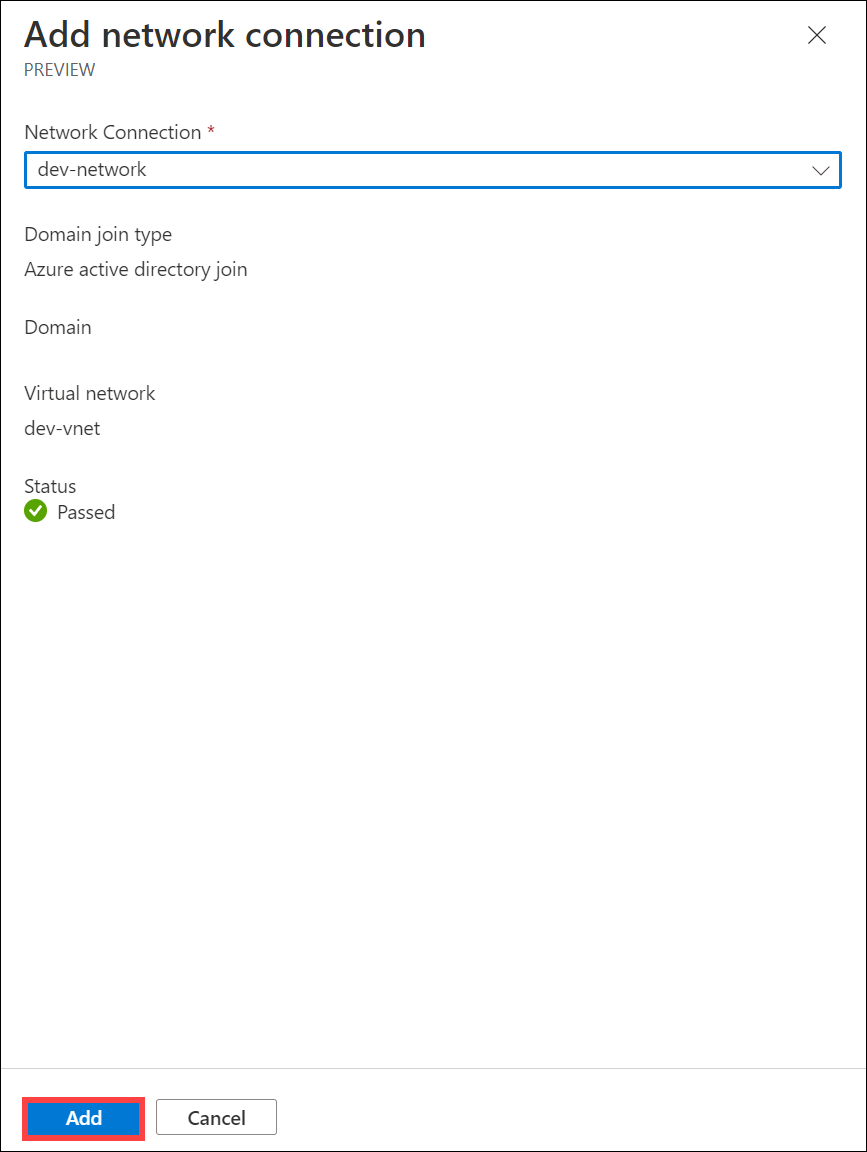 Add network connection
PREVIEW
Network Connection *
dev-network
Domain join type
Azure active directory join
Domain
Virtual network
dev-vnet
Status
Passed
Add
Cancel